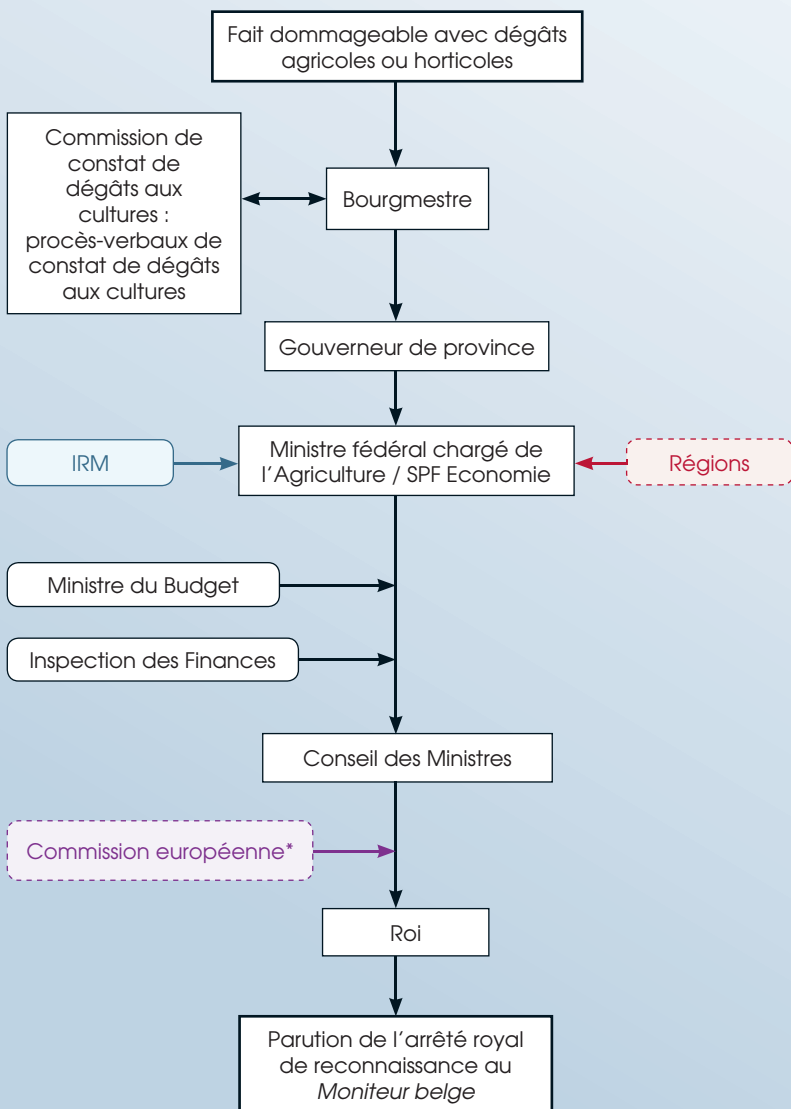 Fait dommageable avec dégâts
agricoles ou horticoles
Commission de
constat de
dégâts aux
cultures :
procès-verbaux de
constat de dégâts
aux cultures
Bourgmestre
Gouverneur de province
IRM
Ministre fédéral chargé de
l'Agriculture / SPF Economie
Régions
Ministre du Budget
Inspection des Finances
Conseil des Ministres
Commission européenne*
Roi
Parution de l'arrêté royal
de reconnaissance au
Moniteur belge